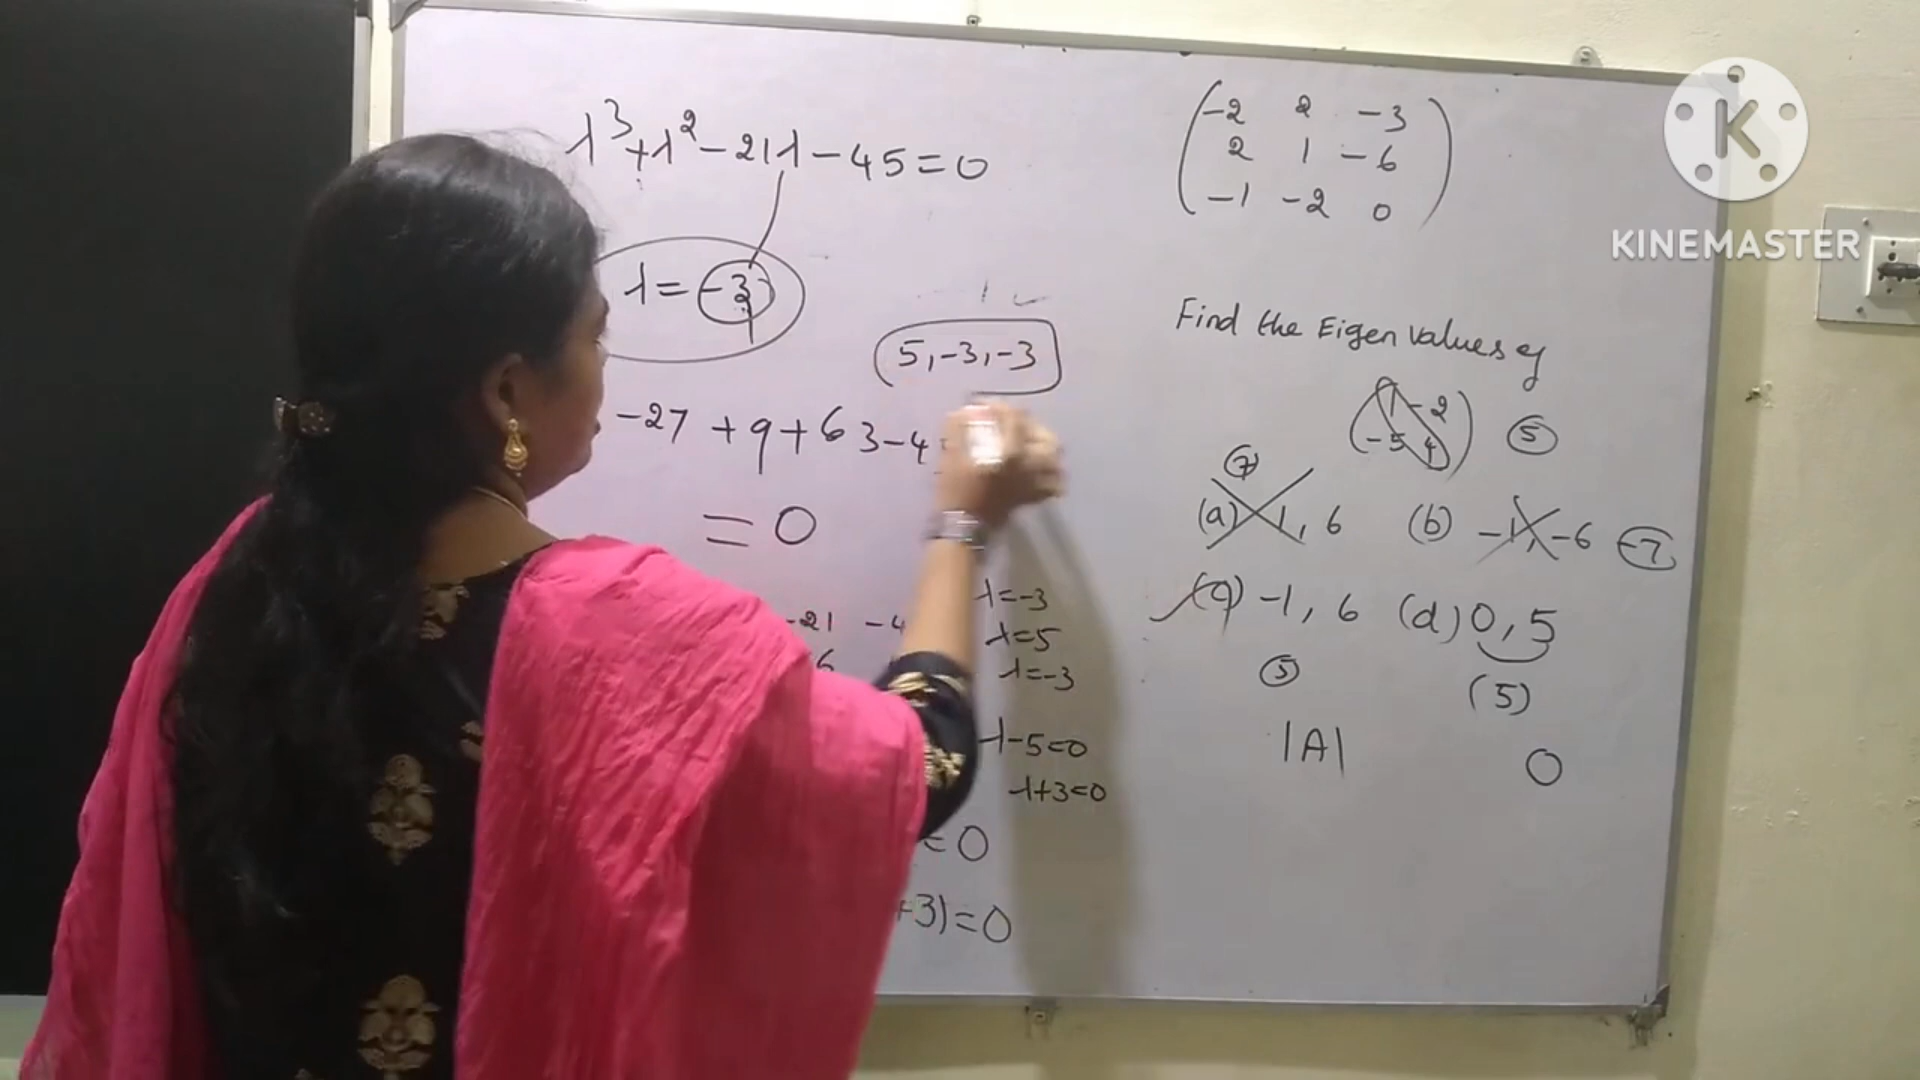 λ³+λ²-21λ-45=0
λ=-3
5,-3,-3
-27 +9+63-4
=0
-21 -4
6
λ=-3
λ=5
λ=-3
λ-5=0
λ+3=0
=0
+3)=0
-2 2 -3
2 1 -6
-1 -2 0
K
KINEMASTER
Find the Eigen values of
1 -2
-5 4
5
7
(a) 1, 6 (b) -1, -6 -7
(c) -1, 6 (d) 0, 5
5 (5)
|A| 0